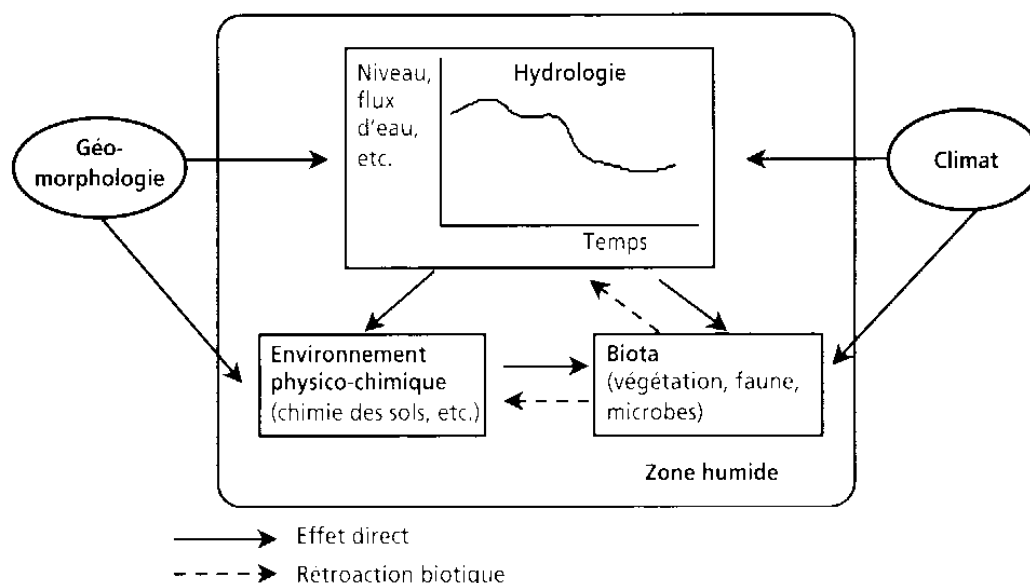 Niveau,
flux
d'eau,
etc.
Hydrologie
Temps
Géo-
morphologie
Climat
Environnement
physico-chimique
(chimie des sols, etc.)
Biota
(végétation, faune,
microbes)
Zone humide
Effet direct
Rétroaction biotique